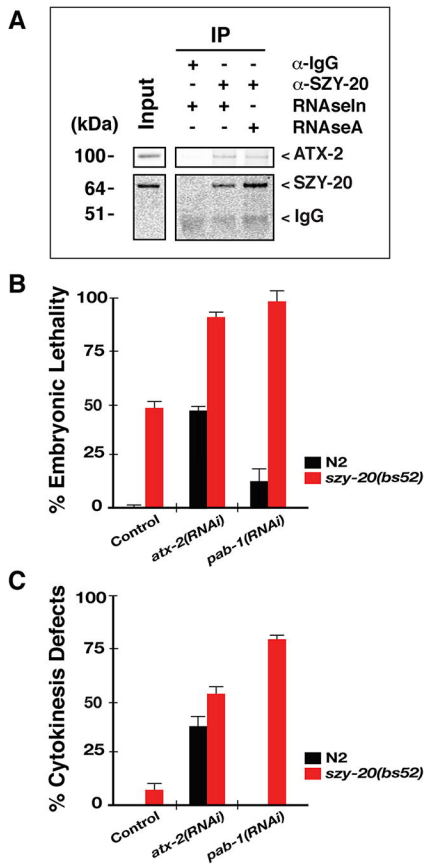 A
IP
α-IgG + - -
α-SZY-20 - + +
RNAseIn + + -
RNAseA - - +
(kDa) Input
100- < ATX-2
64- < SZY-20
51- < IgG
B
% Embryonic Lethality
100
75
50
25
0
Control
atx-2(RNAi)
pab-1(RNAi)
N2
szy-20(bs52)
C
% Cytokinesis Defects
100
75
50
25
0
Control
atx-2(RNAi)
pab-1(RNAi)
N2
szy-20(bs52)